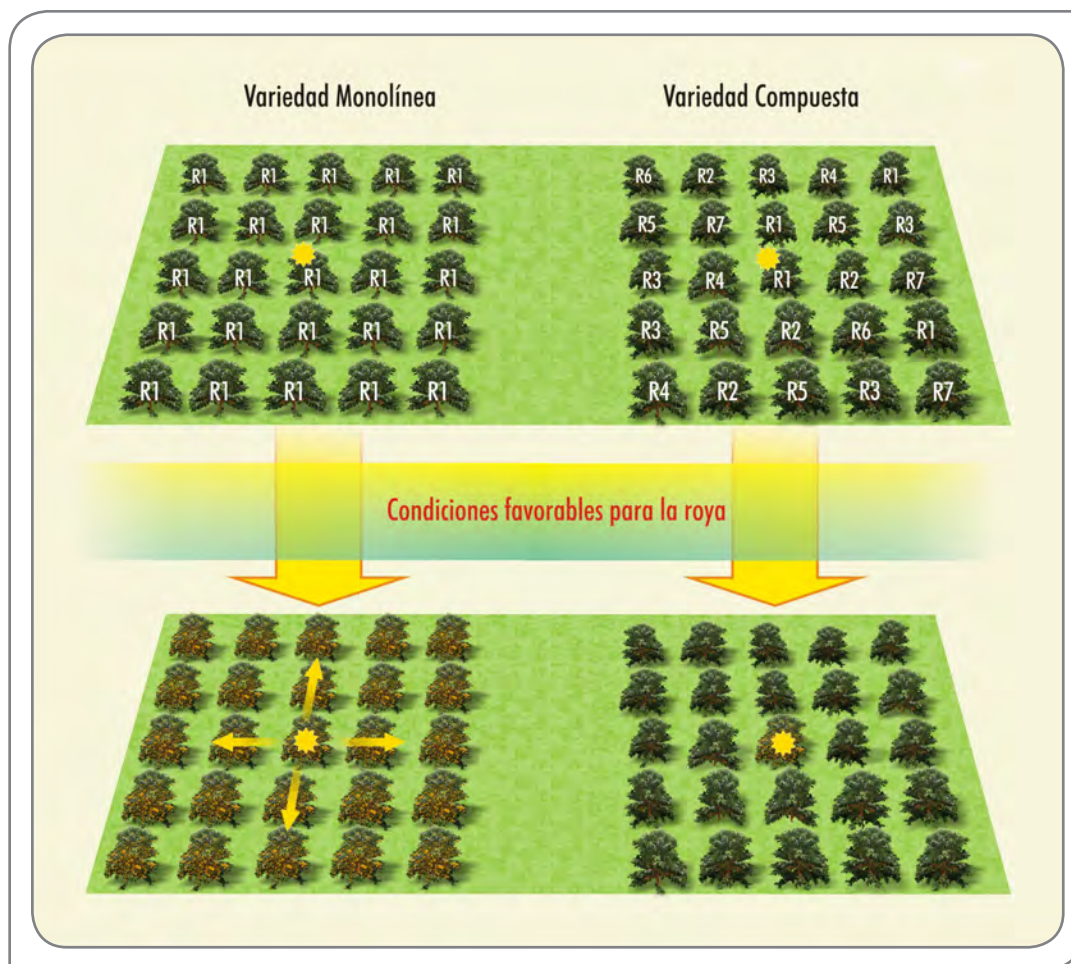 Variedad Monolínea
Variedad Compuesta
R1 R1 R1 R1 R1
R6 R2 R3 R4 R1
R1 R1 R1 R1 R1
R5 R7 R1 R5 R3
R1 R1 R1 R1 R1
R3 R4 R1 R2 R7
R1 R1 R1 R1 R1
R3 R5 R2 R6 R1
R1 R1 R1 R1 R1
R4 R2 R5 R3 R7
Condiciones favorables para la roya